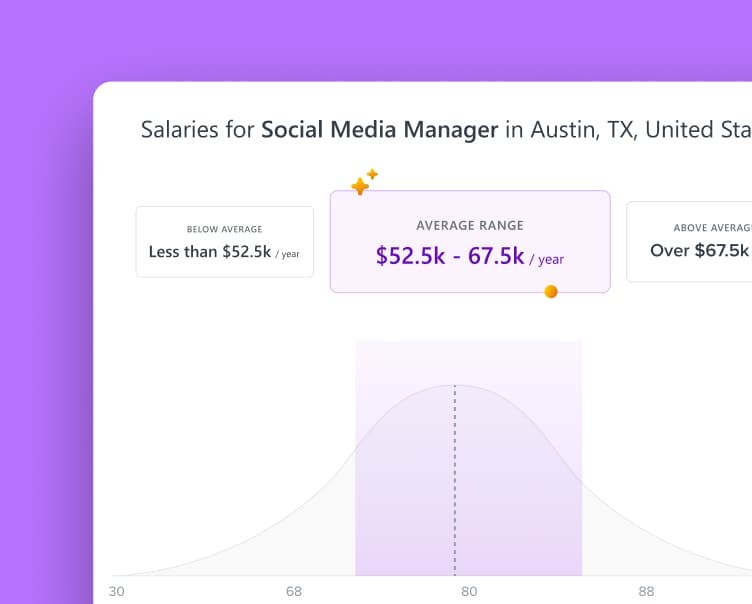 Salaries for Social Media Manager in Austin, TX, United Sta
BELOW AVERAGE
Less than $52.5k / year
AVERAGE RANGE
$52.5k - 67.5k / year
ABOVE AVERAG
Over $67.5k
30 68 80 88